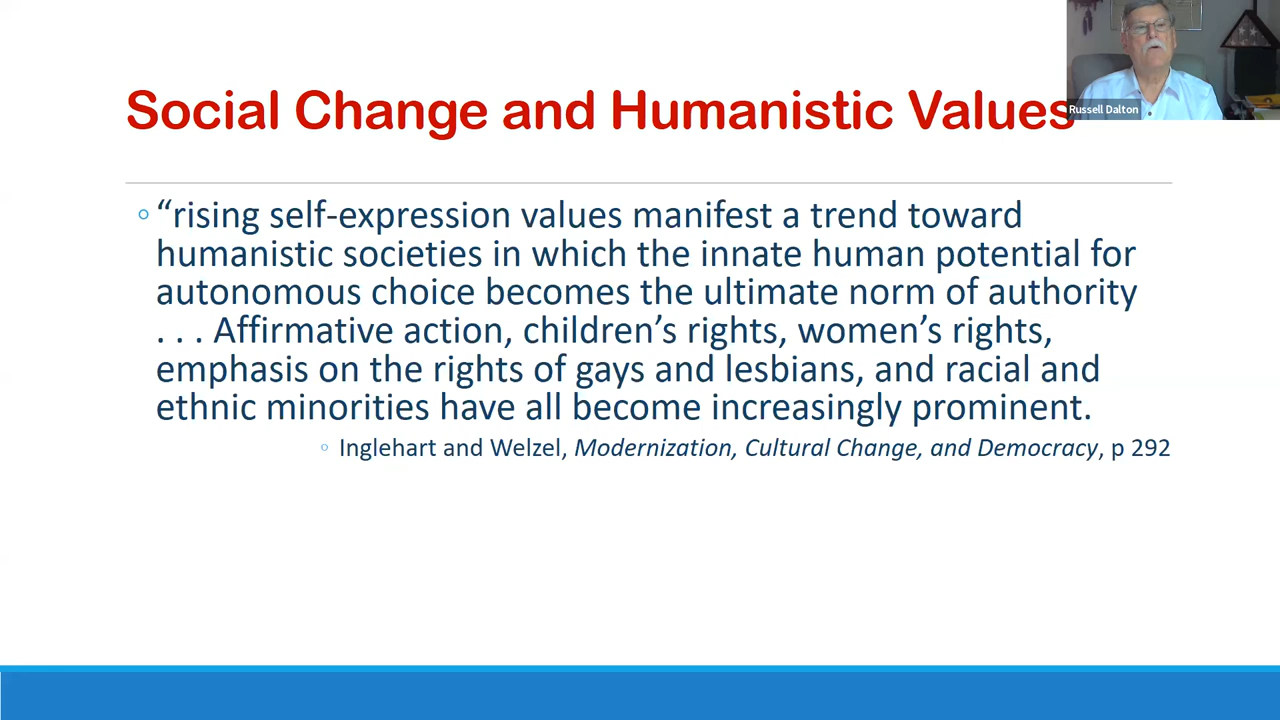 Social Change and Humanistic Values
Russell Dalton
“rising self-expression values manifest a trend toward
humanistic societies in which the innate human potential for
autonomous choice becomes the ultimate norm of authority
. . . Affirmative action, children’s rights, women’s rights,
emphasis on the rights of gays and lesbians, and racial and
ethnic minorities have all become increasingly prominent.
Inglehart and Welzel, Modernization, Cultural Change, and Democracy, p 292